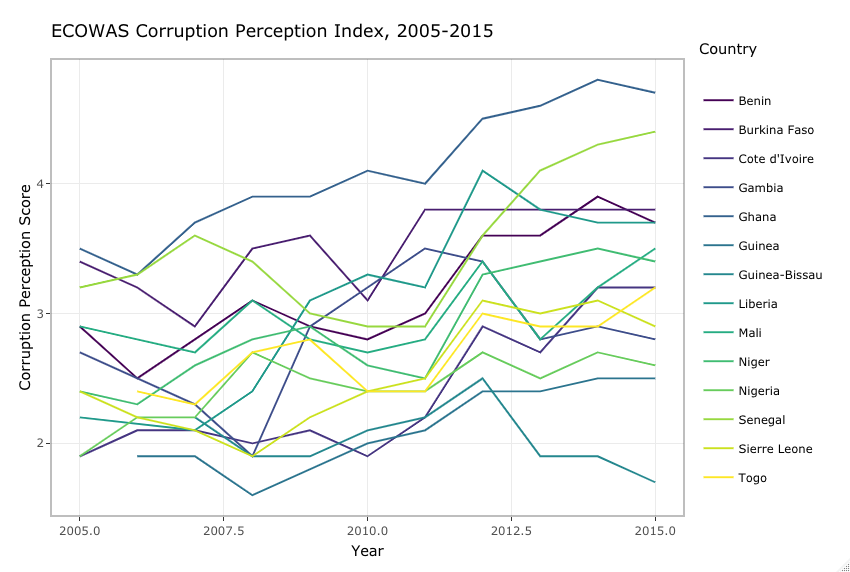 ECOWAS Corruption Perception Index, 2005-2015
Country
Benin
Burkina Faso
Cote d'Ivoire
Gambia
Ghana
Guinea
Guinea-Bissau
Liberia
Mali
Niger
Nigeria
Senegal
Sierre Leone
Togo
Corruption Perception Score
4
3
2
2005.0 2007.5 2010.0 2012.5 2015.0
Year